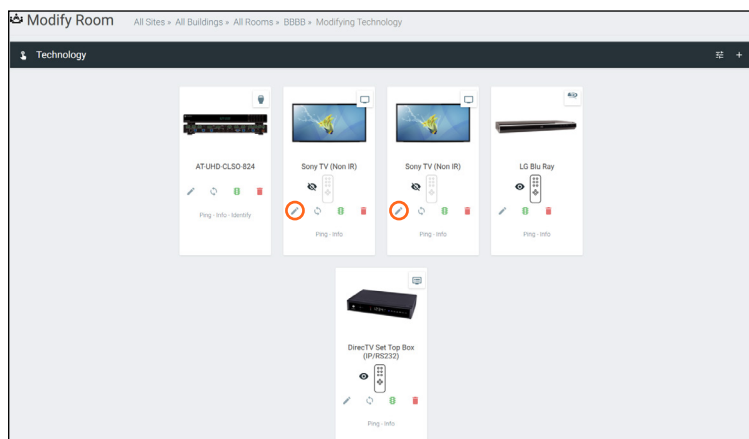 Modify Room All Sites » All Buildings » All Rooms » BBBB » Modifying Technology
Technology
AT-UHD-CLSO-824
Ping - Info - Identify
Sony TV (Non IR)
Ping - Info
Sony TV (Non IR)
Ping - Info
LG Blu Ray
Ping - Info
DirecTV Set Top Box
(IP/RS232)
Ping - Info